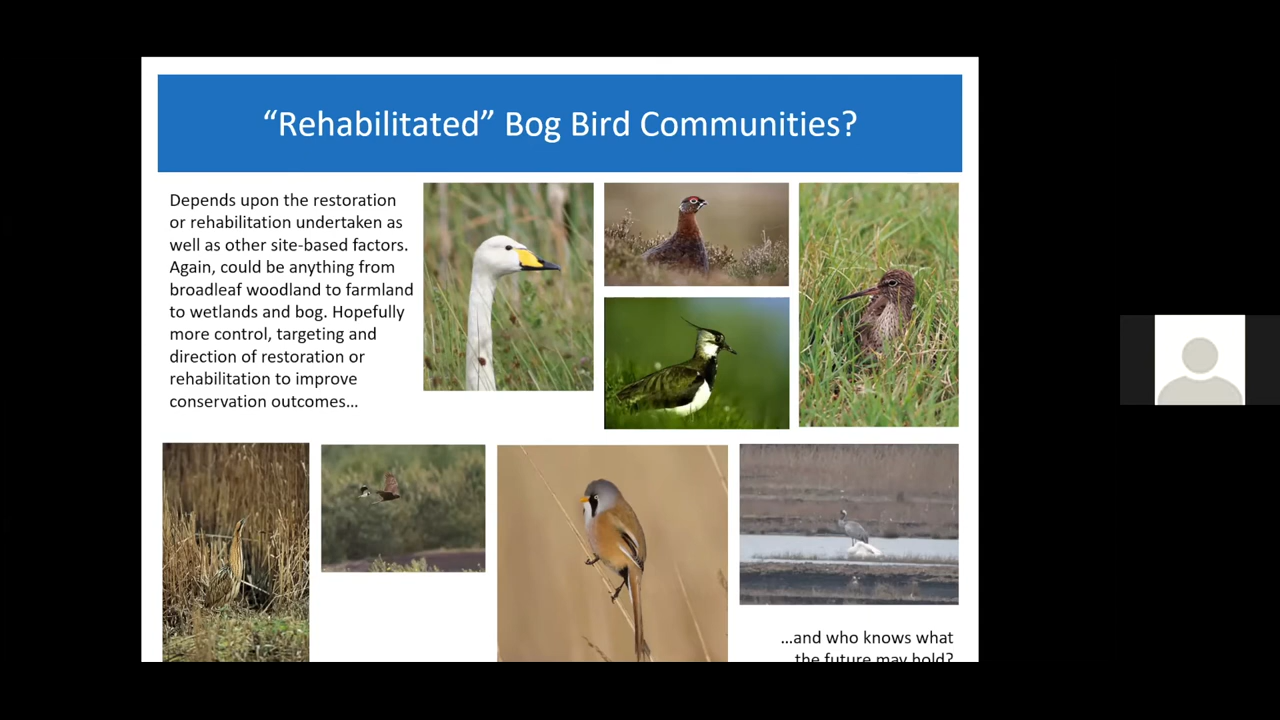 “Rehabilitated” Bog Bird Communities?
Depends upon the restoration
or rehabilitation undertaken as
well as other site-based factors.
Again, could be anything from
broadleaf woodland to farmland
to wetlands and bog. Hopefully
more control, targeting and
direction of restoration or
rehabilitation to improve
conservation outcomes…
…and who knows what
the future may hold?